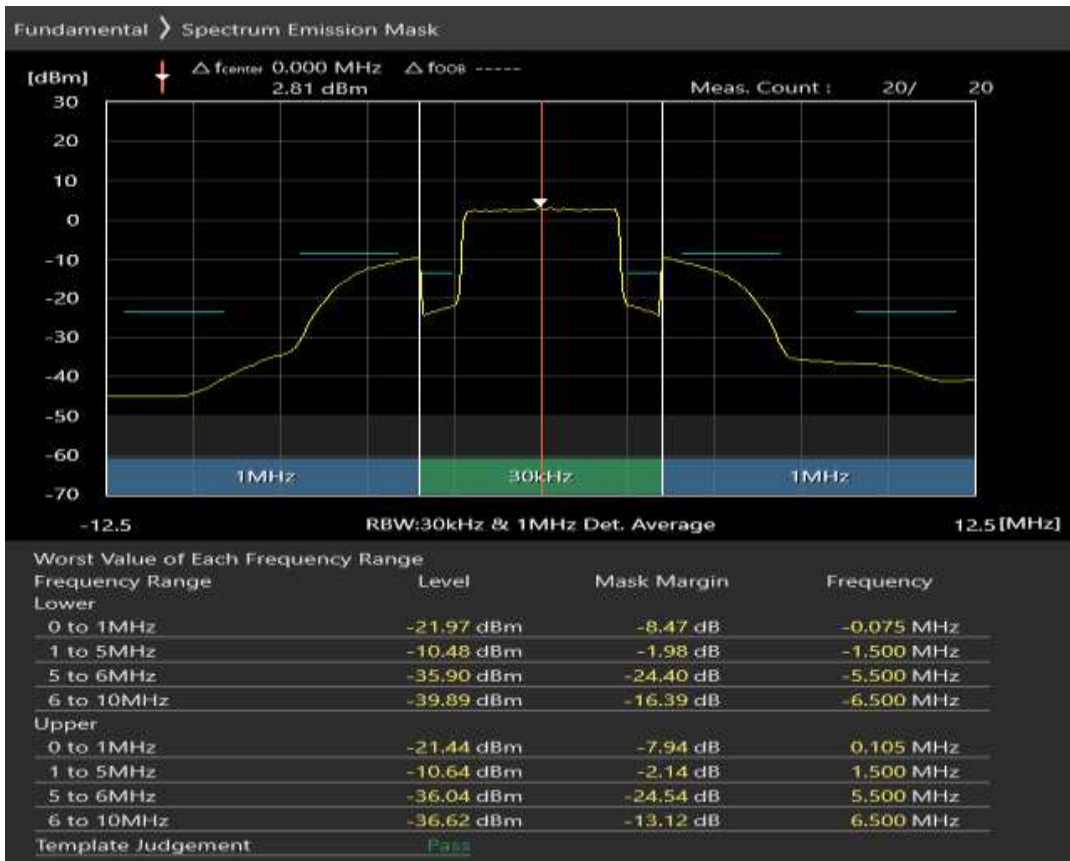 Fundamental 〉 Spectrum Emission Mask
[dBm] Δ fcenter 0.000 MHz Δ fOOB -----
2.81 dBm Meas. Count : 20/ 20
30
20
10
0
-10
-20
-30
-40
-50
-60
1MHz 30kHz 1MHz
-70
-12.5 RBW:30kHz & 1MHz Det. Average 12.5 [MHz]
Worst Value of Each Frequency Range
Frequency Range Level Mask Margin Frequency
Lower
0 to 1MHz -21.97 dBm -8.47 dB -0.075 MHz
1 to 5MHz -10.48 dBm -1.98 dB -1.500 MHz
5 to 6MHz -35.90 dBm -24.40 dB -5.500 MHz
6 to 10MHz -39.89 dBm -16.39 dB -6.500 MHz
Upper
0 to 1MHz -21.44 dBm -7.94 dB 0.105 MHz
1 to 5MHz -10.64 dBm -2.14 dB 1.500 MHz
5 to 6MHz -36.04 dBm -24.54 dB 5.500 MHz
6 to 10MHz -36.62 dBm -13.12 dB 6.500 MHz
Template Judgement Pass